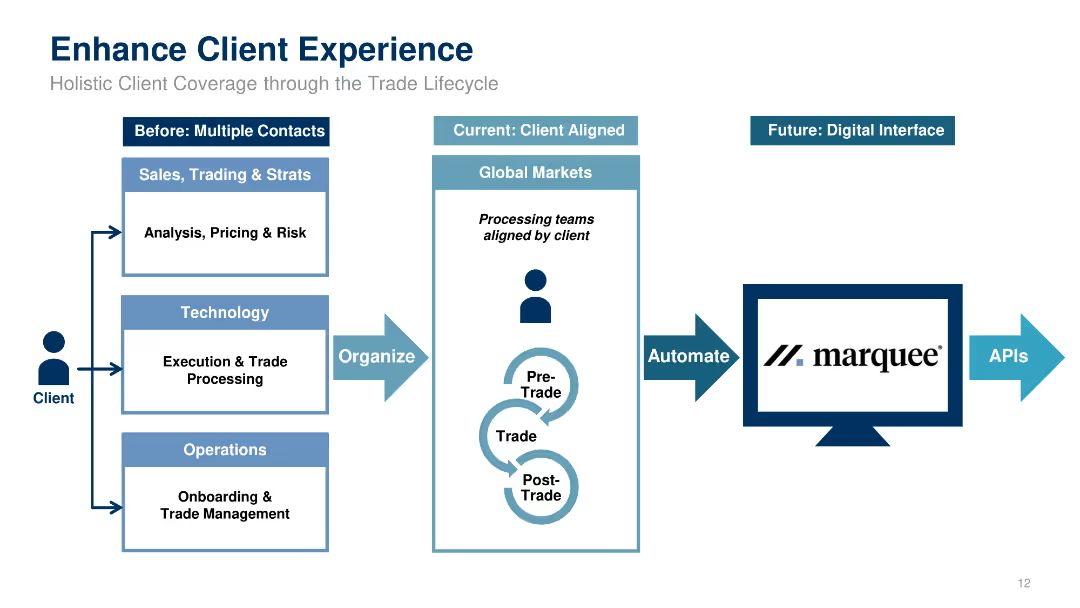 Enhance Client Experience
Holistic Client Coverage through the Trade Lifecycle
Before: Multiple Contacts
Sales, Trading & Strats
Analysis, Pricing & Risk
Technology
Execution & Trade
Processing
Operations
Onboarding &
Trade Management
Client
Organize
Current: Client Aligned
Global Markets
Processing teams
aligned by client
Pre-
Trade
Trade
Post-
Trade
Automate
Future: Digital Interface
marquee®
APIs
12